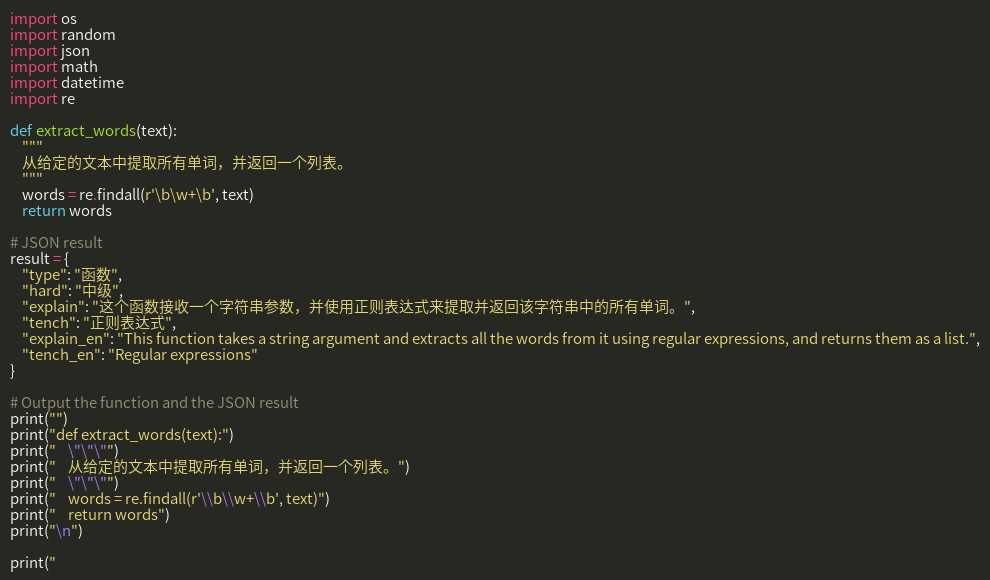 import os
import random
import json
import math
import datetime
import re

def extract_words(text):
    """
    从给定的文本中提取所有单词，并返回一个列表。
    """
    words = re.findall(r'\b\w+\b', text)
    return words

# JSON result
result = {
    "type": "函数",
    "hard": "中级",
    "explain": "这个函数接收一个字符串参数，并使用正则表达式来提取并返回该字符串中的所有单词。",
    "tench": "正则表达式",
    "explain_en": "This function takes a string argument and extracts all the words from it using regular expressions, and returns them as a list.",
    "tench_en": "Regular expressions"
}

# Output the function and the JSON result
print("")
print("def extract_words(text):")
print("    \"\"\"")
print("    从给定的文本中提取所有单词，并返回一个列表。")
print("    \"\"\"")
print("    words = re.findall(r'\\b\\w+\\b', text)")
print("    return words")
print("\n")

print("